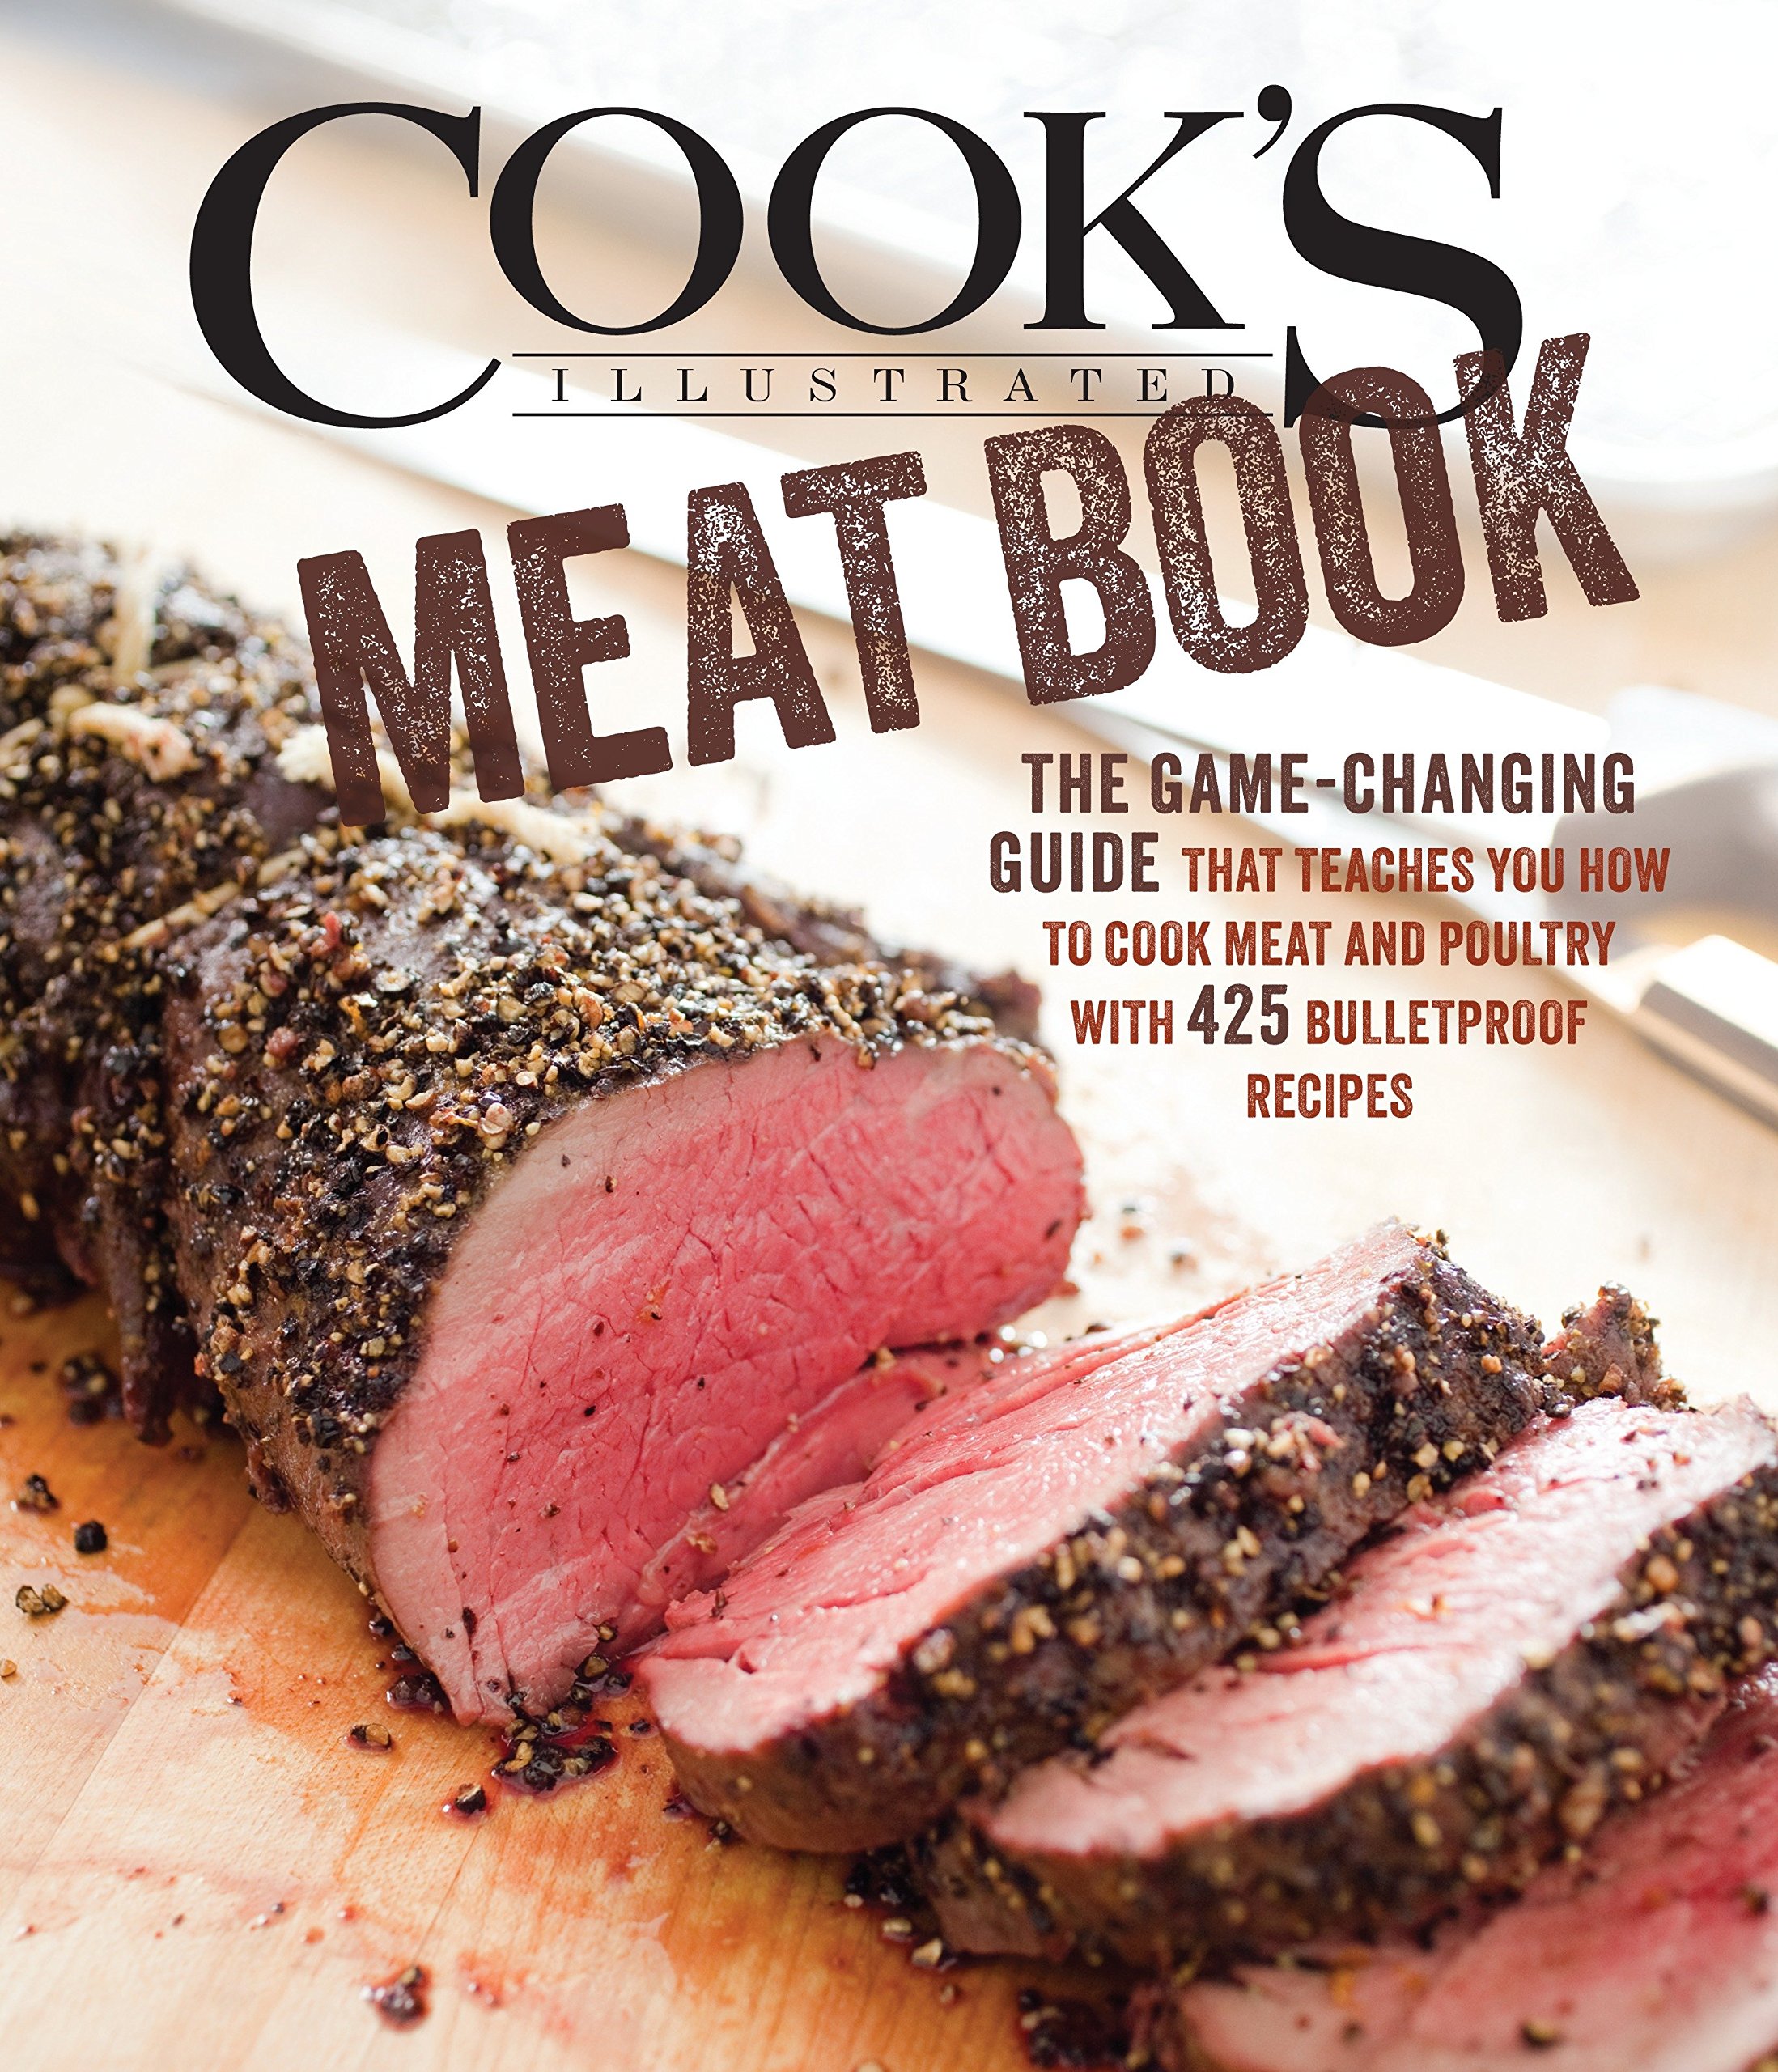 COOK'S
ILLUSTRATED
MEAT BOOK
THE GAME-CHANGING
GUIDE THAT TEACHES YOU HOW
TO COOK MEAT AND POULTRY
WITH 425 BULLETPROOF
RECIPES